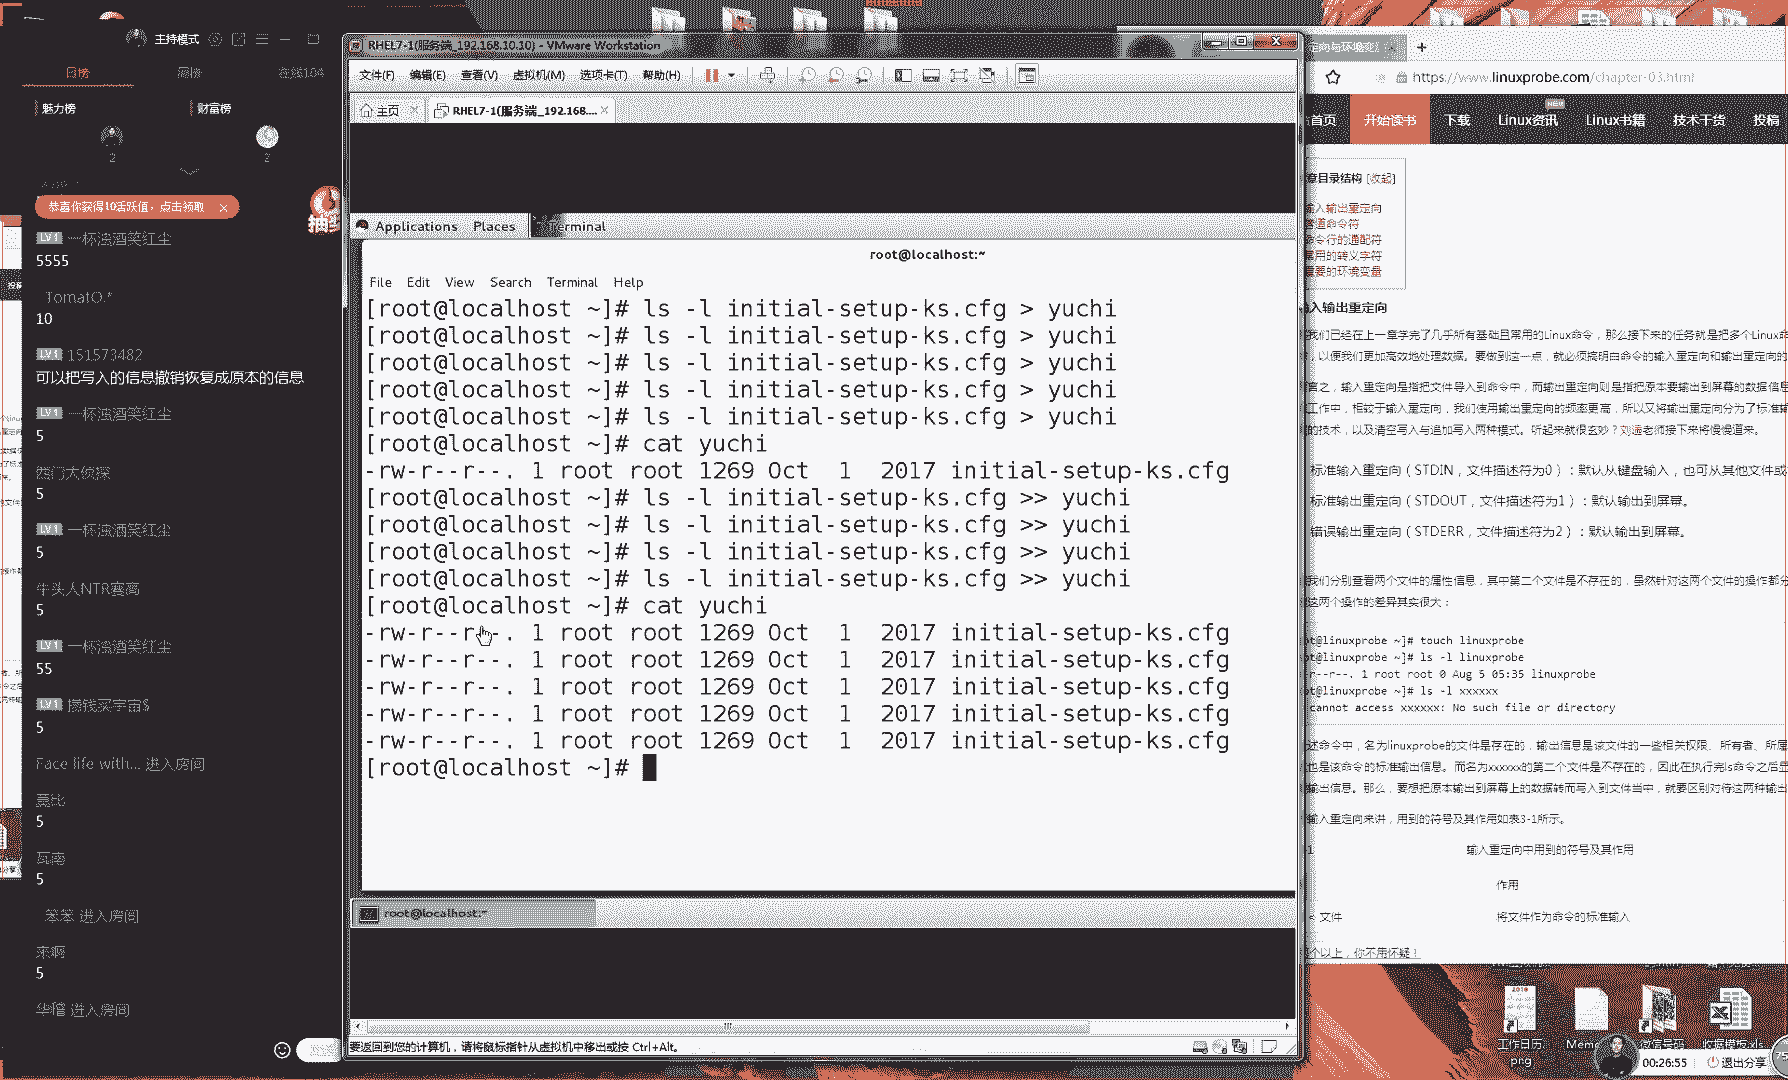 主持模式
周榜
在线104
魅力榜
财富榜
2
2
恭喜你获得10活跃值，点击领取
LV1 一杯浊酒笑红尘
5555
TomatO.*
10
LV1 151573482
可以把写入的信息撤销恢复成原本的信息
LV1 一杯浊酒笑红尘
5
西门大侦探
5
LV1 一杯浊酒笑红尘
5
牛头人NTR赛高
5
LV1 一杯浊酒笑红尘
55
LV1 攒钱买宇宙$
5
Face life with... 进入房间
5
瓦南
5
笨笨 进入房间
来啊
5
进入房间
RHEL7-1(服务端_192.168.10.10) - VMware Workstation
文件(F) 编辑(E) 查看(V) 虚拟机(M) 选项卡(T) 帮助(H)
主页
RHEL7-1(服务端_192.168....
Applications Places Terminal
root@localhost:~
File Edit View Search Terminal Help
[root@localhost ~]# ls -l initial-setup-ks.cfg > yuchi
[root@localhost ~]# ls -l initial-setup-ks.cfg > yuchi
[root@localhost ~]# ls -l initial-setup-ks.cfg > yuchi
[root@localhost ~]# ls -l initial-setup-ks.cfg > yuchi
[root@localhost ~]# ls -l initial-setup-ks.cfg > yuchi
[root@localhost ~]# cat yuchi
-rw-r--r--. 1 root root 1269 Oct 1 2017 initial-setup-ks.cfg
[root@localhost ~]# ls -l initial-setup-ks.cfg >> yuchi
[root@localhost ~]# ls -l initial-setup-ks.cfg >> yuchi
[root@localhost ~]# ls -l initial-setup-ks.cfg >> yuchi
[root@localhost ~]# ls -l initial-setup-ks.cfg >> yuchi
[root@localhost ~]# cat yuchi
-rw-r--r--. 1 root root 1269 Oct 1 2017 initial-setup-ks.cfg
-rw-r--r--. 1 root root 1269 Oct 1 2017 initial-setup-ks.cfg
-rw-r--r--. 1 root root 1269 Oct 1 2017 initial-setup-ks.cfg
-rw-r--r--. 1 root root 1269 Oct 1 2017 initial-setup-ks.cfg
-rw-r--r--. 1 root root 1269 Oct 1 2017 initial-setup-ks.cfg
[root@localhost ~]#
root@localhost:~
要返回到您的计算机，请将鼠标指针从虚拟机中移出或按 Ctrl+Alt。
定向与环境变
https://www.linuxprobe.com/chapter-03.html
首页 开始读书 下载 Linux资讯 NEW Linux书籍 技术干货 投稿
章目录结构 [收起]
输入输出重定向
管道命令符
命令行的通配符
常用的转义字符
重要的环境变量
入输出重定向
我们已经在上一章学完了几乎所有基础且常用的Linux命令，那么接下来的任务就是把多个Linux命
，以便我们更加高效地处理数据。要做到这一点，就必须搞明白命令的输入重定向和输出重定向的
言之，输入重定向是指把文件导入到命令中，而输出重定向则是指把原本要输出到屏幕的数据信息
工作中，相较于输入重定向，我们使用输出重定向的频率更高，所以又将输出重定向分为了标准输
的技术，以及清空写入与追加写入两种模式。听起来就很玄妙？刘遄老师接下来将慢慢道来。
标准输入重定向（STDIN，文件描述符为0）：默认从键盘输入，也可从其他文件或
标准输出重定向（STDOUT，文件描述符为1）：默认输出到屏幕。
错误输出重定向（STDERR，文件描述符为2）：默认输出到屏幕。
我们分别查看两个文件的属性信息，其中第二个文件是不存在的，虽然针对这两个文件的操作都分
这两个操作的差异其实很大：
ot@linuxprobe ~]# touch linuxprobe
ot@linuxprobe ~]# ls -l linuxprobe
-r--r--. 1 root root 0 Aug 5 05:35 linuxprobe
ot@linuxprobe ~]# ls -l xxxxxx
cannot access xxxxxx: No such file or directory
述命令中，名为linuxprobe的文件是存在的，输出信息是该文件的一些相关权限、所有者、所属
也是该命令的标准输出信息。而名为xxxxxx的第二个文件是不存在的，因此在执行完ls命令之后显
输出信息。那么，要想把原本输出到屏幕上的数据转而写入到文件当中，就要区别对待这两种输出
输入重定向来讲，用到的符号及其作用如表3-1所示。
输入重定向中用到的符号及其作用
作用
< 文件 将文件作为命令的标准输入
个以上，你不用怀疑！
工作日历.png
微信号码
收据模板.xls
00:26:55
退出分享